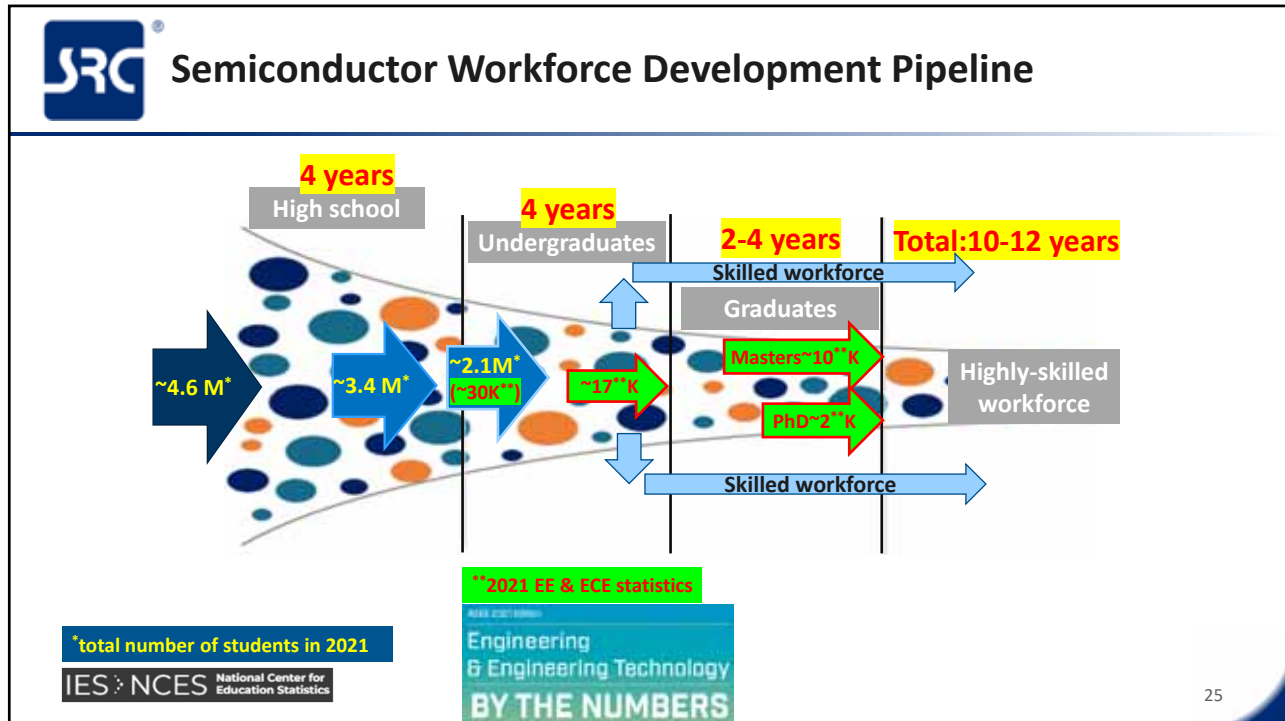 SRC ®
Semiconductor Workforce Development Pipeline
4 years
High school
4 years
Undergraduates
2-4 years
Total:10-12 years
Skilled workforce
Graduates
~4.6 M*
~3.4 M*
~2.1M*
(~30K**)
~17**K
Masters~10**K
PhD~2**K
Highly-skilled
workforce
Skilled workforce
**2021 EE & ECE statistics
Engineering
& Engineering Technology
BY THE NUMBERS
*total number of students in 2021
IES NCES National Center for
Education Statistics
25